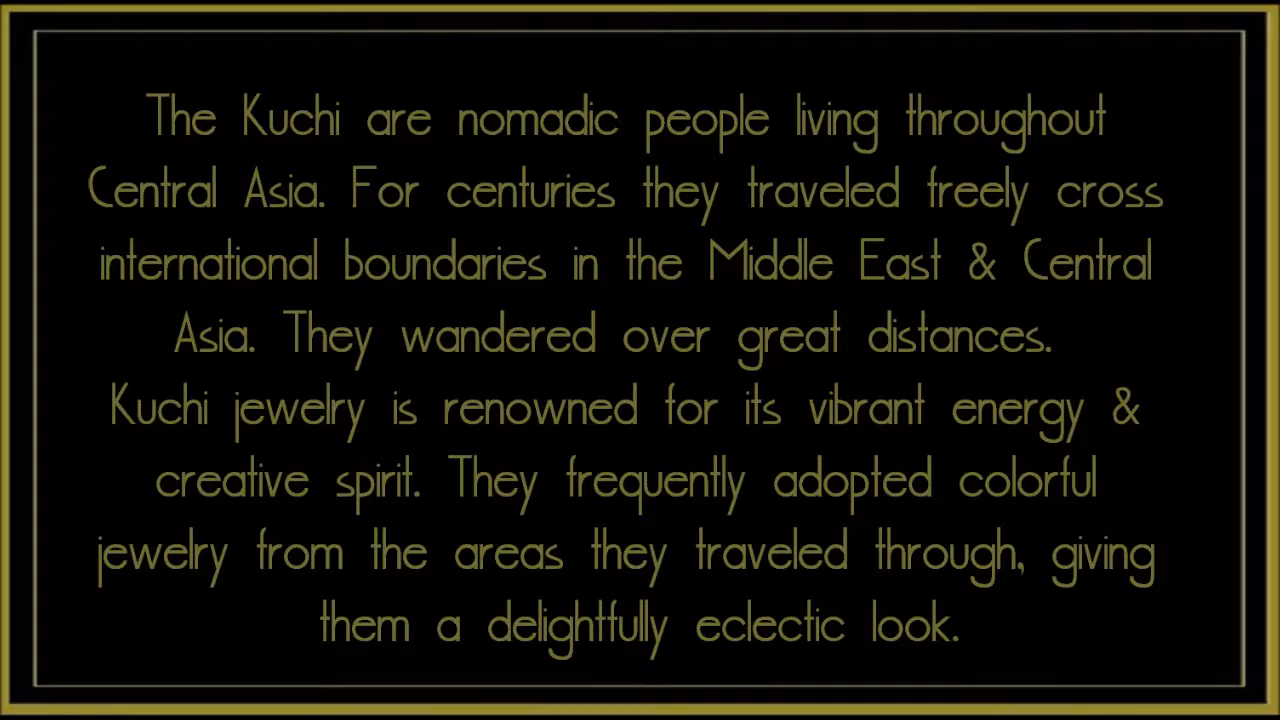 The Kuchi are nomadic people living throughout
Central Asia. For centuries they traveled freely cross
international boundaries in the Middle East & Central
Asia. They wandered over great distances.
Kuchi jewelry is renowned for its vibrant energy &
creative spirit. They frequently adopted colorful
jewelry from the areas they traveled through, giving
them a delightfully eclectic look.